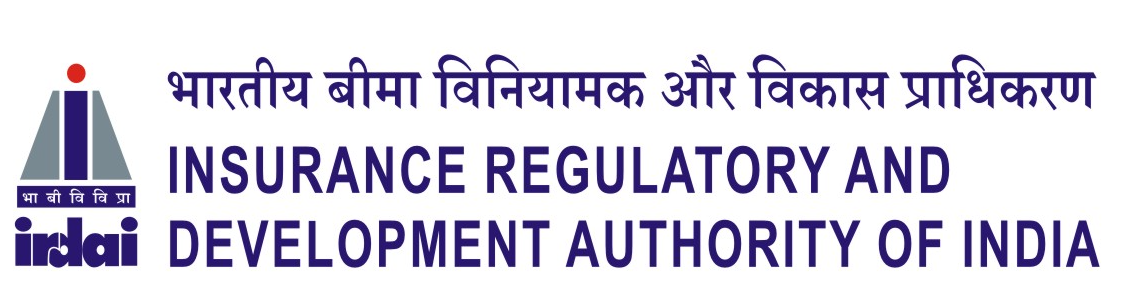 भारतीय बीमा विनियामक और विकास प्राधिकरण
INSURANCE REGULATORY AND
DEVELOPMENT AUTHORITY OF INDIA
भा बी वि वि प्रा
irdai